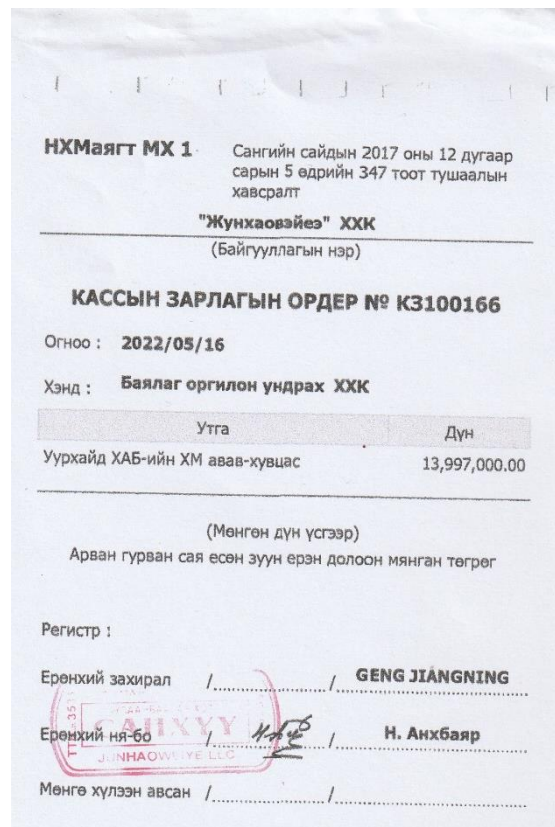 НХМаягт МХ 1 Сангийн сайдын 2017 оны 12 дугаар
сарын 5 өдрийн 347 тоот тушаалын
хавсралт
"Жунхаовэйеэ" ХХК
(Байгууллагын нэр)
КАССЫН ЗАРЛАГЫН ОРДЕР № КЗ100166
Огноо : 2022/05/16
Хэнд : Баялаг оргилон ундрах ХХК
Утга Дүн
Уурхайд ХАБ-ийн ХМ авав-хувцас 13,997,000.00
(Мөнгөн дүн үсгээр)
Арван гурван сая есөн зуун ерэн долоон мянган төгрөг
Регистр :
Ерөнхий захирал /............/ GENG JIANGNING
САНХҮҮ
Ерөнхий ня-бо /............/ Н. Анхбаяр
JUNHAOWEIYE LLC
Мөнгө хүлээн авсан /............/............